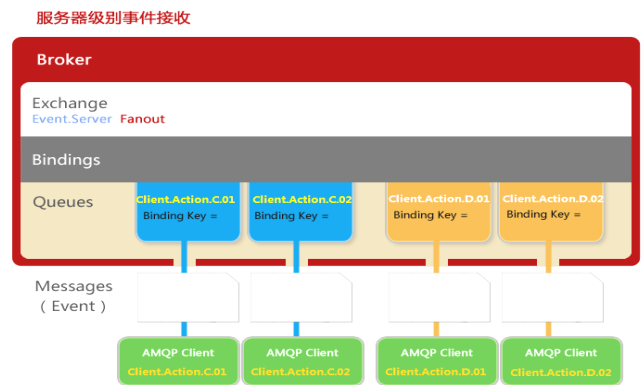 服务器级别事件接收
Broker
Exchange
Event.Server Fanout
Bindings
Queues
Client.Action.C.01
Binding Key =
Client.Action.C.02
Binding Key =
Client.Action.D.01
Binding Key =
Client.Action.D.02
Binding Key =
Messages
( Event )
AMQP Client
Client.Action.C.01
AMQP Client
Client.Action.C.02
AMQP Client
Client.Action.D.01
AMQP Client
Client.Action.D.02